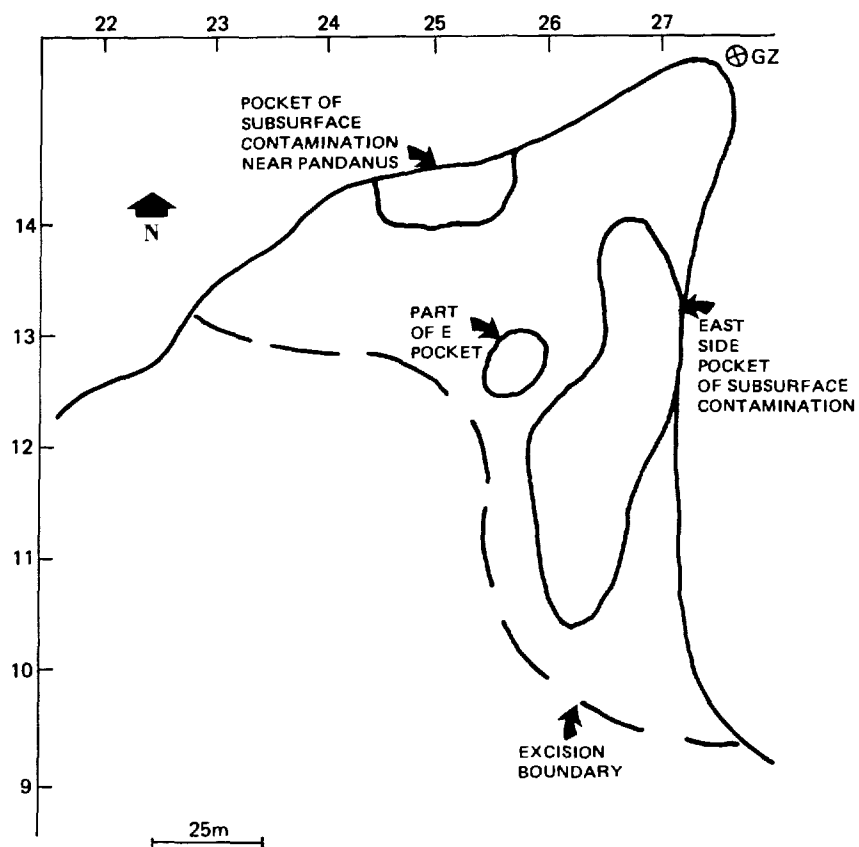 22 23 24 25 26 27
GZ
POCKET OF
SUBSURFACE
CONTAMINATION
NEAR PANDANUS
N
14
13
12
11
10
9
PART
OF E
POCKET
EAST
SIDE
POCKET
OF SUBSURFACE
CONTAMINATION
EXCISION
BOUNDARY
25m